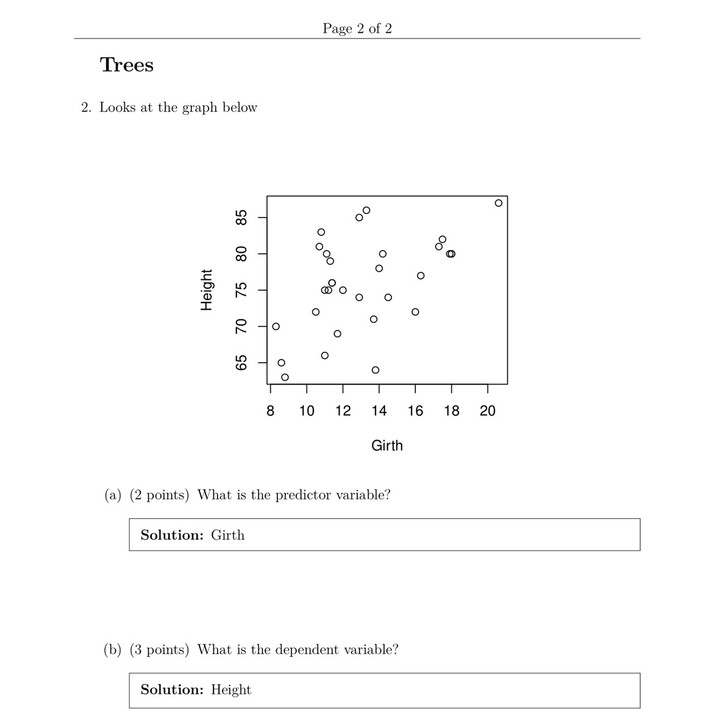 Page 2 of 2
Trees
2. Looks at the graph below
85
80
75
70
65
Height
8 10 12 14 16 18 20
Girth
(a) (2 points) What is the predictor variable?
Solution: Girth
(b) (3 points) What is the dependent variable?
Solution: Height